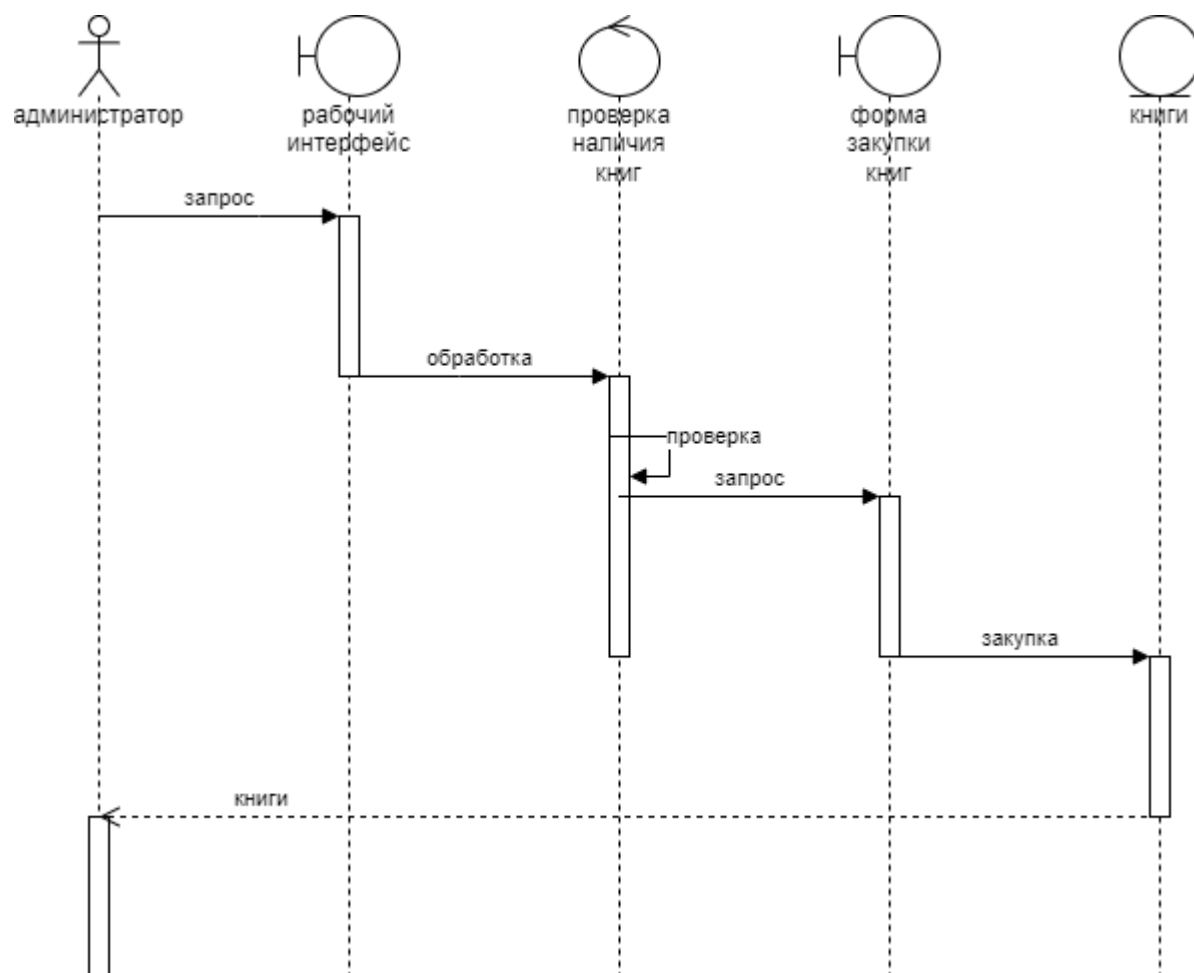 администратор
рабочий
интерфейс
проверка
наличия
книг
форма
закупки
книг
книги
запрос
обработка
проверка
запрос
закупка
книги